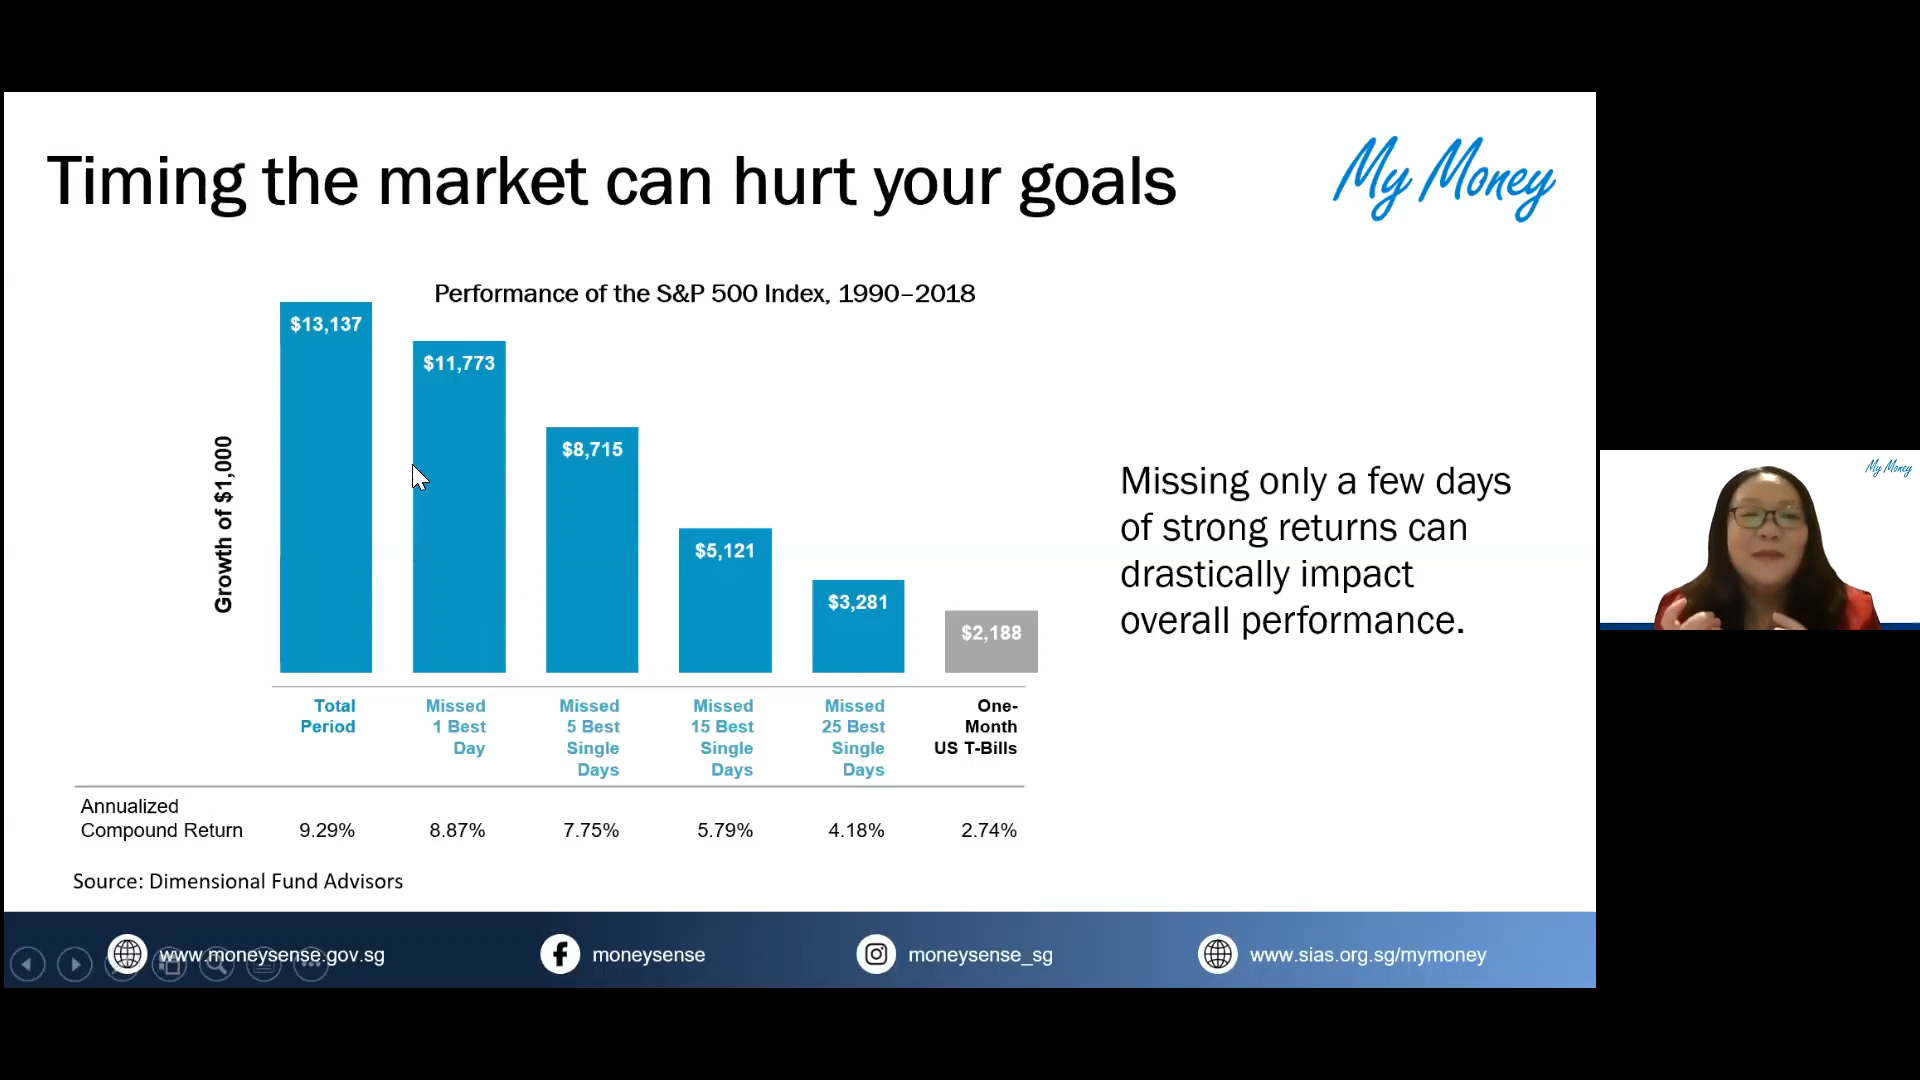 Timing the market can hurt your goals
My Money
Performance of the S&P 500 Index, 1990–2018
Growth of $1,000
$13,137
$11,773
$8,715
$5,121
$3,281
$2,188
Total
Period
Missed
1 Best
Day
Missed
5 Best
Single
Days
Missed
15 Best
Single
Days
Missed
25 Best
Single
Days
One-
Month
US T-Bills
Annualized
Compound Return 9.29% 8.87% 7.75% 5.79% 4.18% 2.74%
Source: Dimensional Fund Advisors
Missing only a few days
of strong returns can
drastically impact
overall performance.
My Money
www.moneysense.gov.sg
moneysense
moneysense_sg
www.sias.org.sg/mymoney